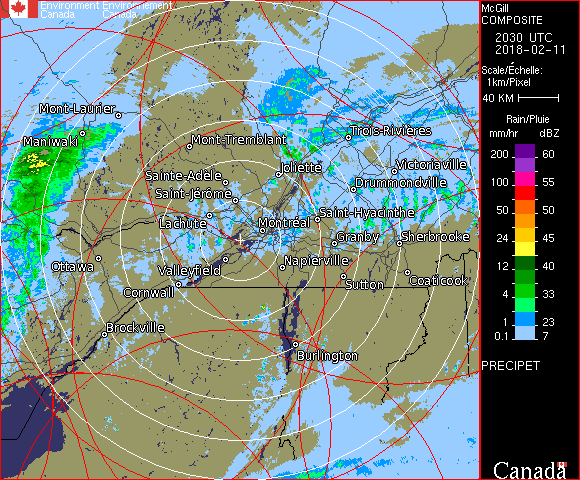 Environment Environnement
Canada Canada
McGill
COMPOSITE
2030 UTC
2018-02-11
Scale/Échelle:
1km/Pixel
40 KM
Rain/Pluie
mm/hr dBZ
200 60
100 55
50 50
24 45
12 40
4 33
1 23
0.1 7
PRECIPET
Canada
Mont-Laurier
Maniwaki
Mont-Tremblant
Trois-Rivières
Joliette
Victoriaville
Sainte-Adèle
Drummondville
Saint-Jérôme
Saint-Hyacinthe
Lachute
Montréal
Granby
Sherbrooke
Ottawa
Valleyfield
Napierville
Cornwall
Sutton
Coaticook
Brockville
Burlington